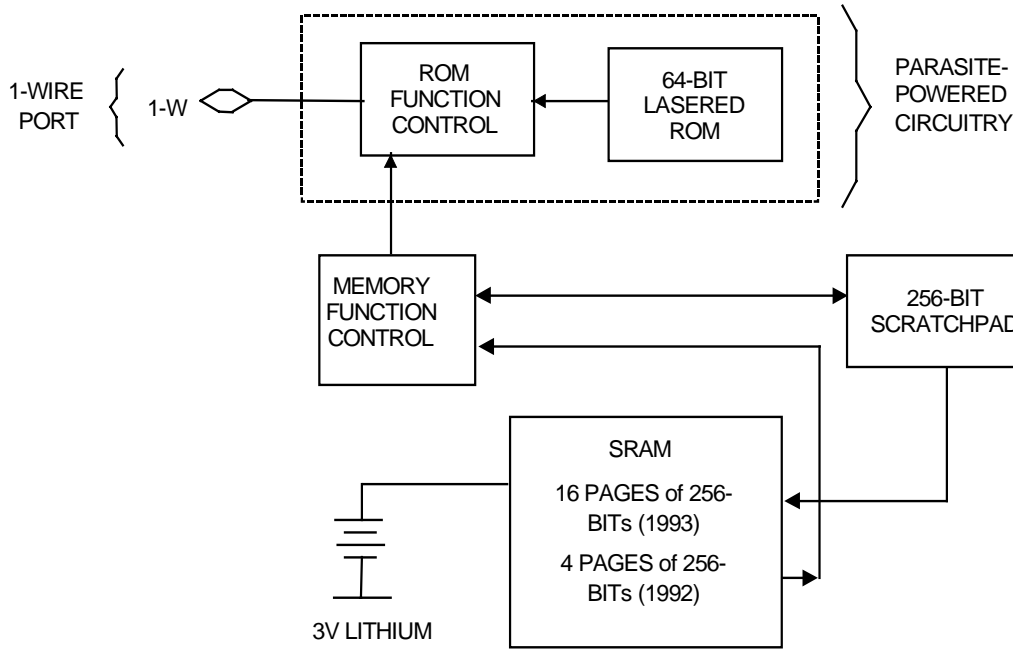 1-WIRE
PORT
1-W
ROM
FUNCTION
CONTROL
64-BIT
LASERED
ROM
PARASITE-
POWERED
CIRCUITRY
MEMORY
FUNCTION
CONTROL
256-BIT
SCRATCHPAD
SRAM
16 PAGES of 256-
BITs (1993)
4 PAGES of 256-
BITs (1992)
3V LITHIUM